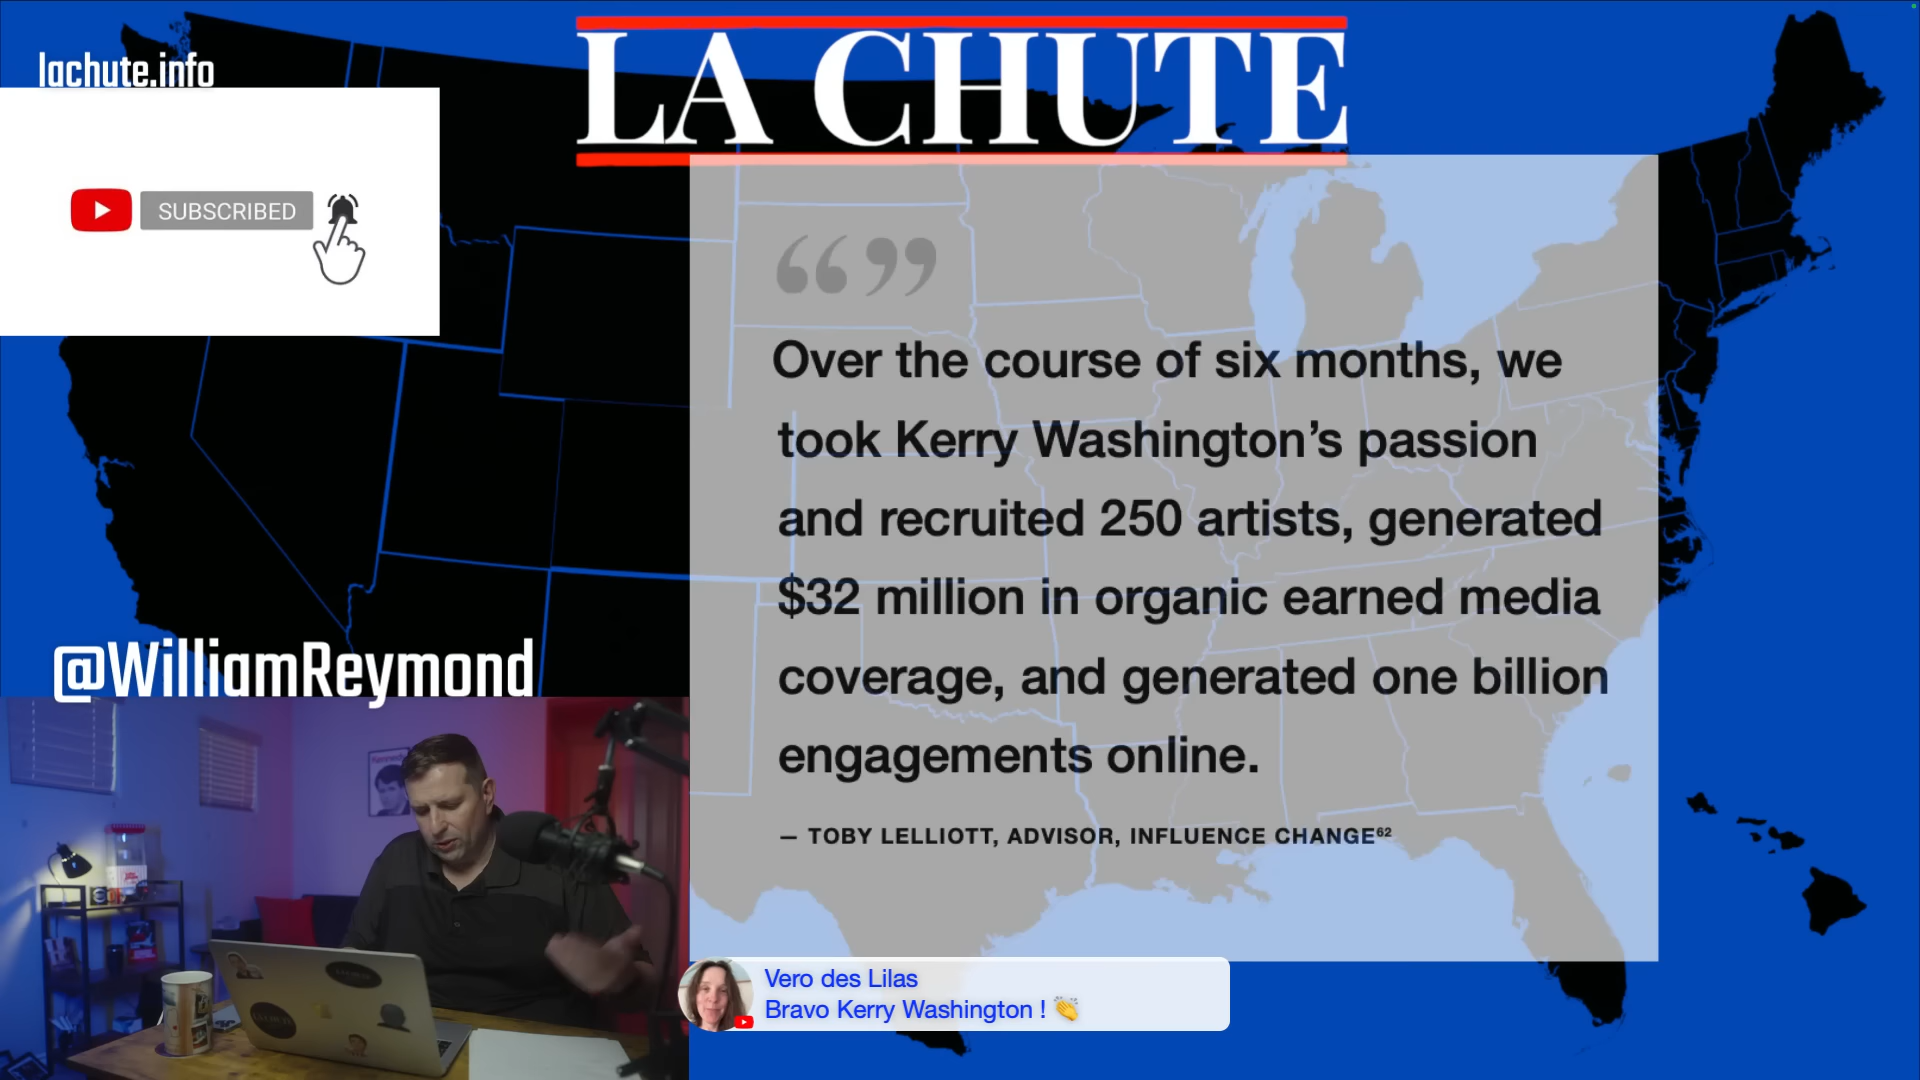 LA CHUTE
lachute.info
SUBSCRIBED
@WilliamReymond
“”
Over the course of six months, we
took Kerry Washington’s passion
and recruited 250 artists, generated
$32 million in organic earned media
coverage, and generated one billion
engagements online.
— TOBY LELLIOTT, ADVISOR, INFLUENCE CHANGE⁶²
Vero des Lilas
Bravo Kerry Washington ! 👏